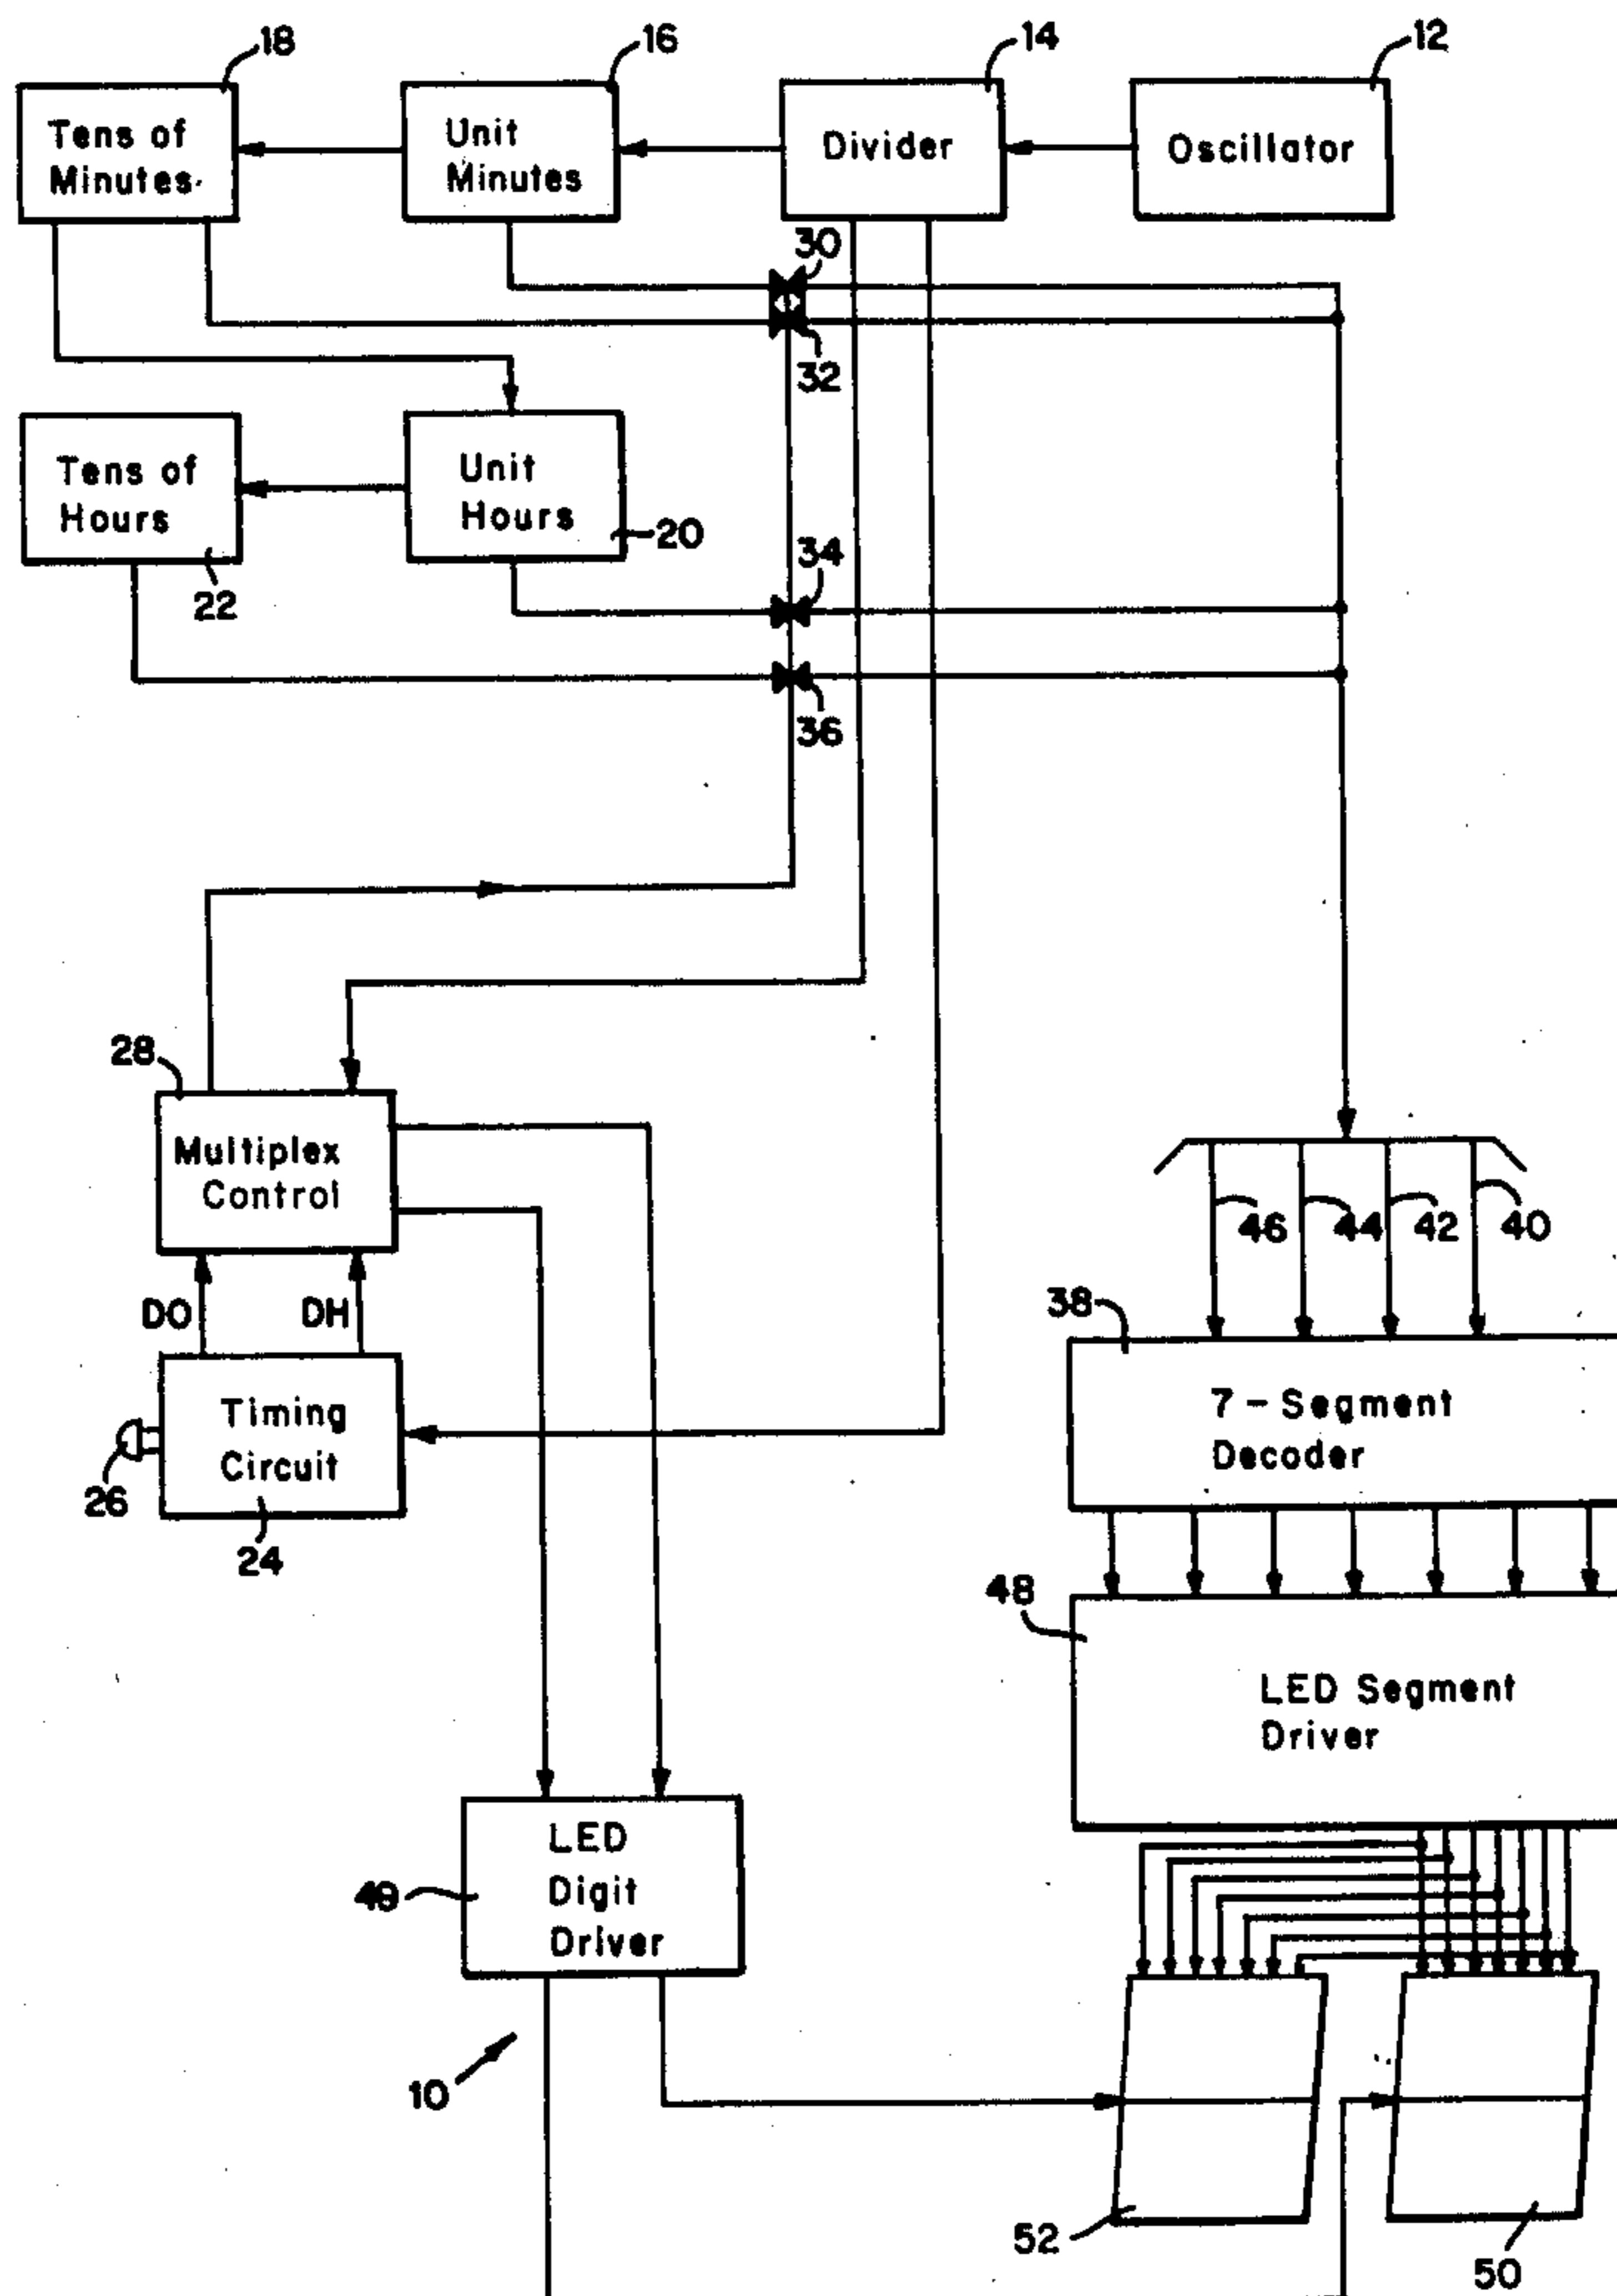 18
16
14
12
Tens of
Minutes
Unit
Minutes
Divider
Oscillator
30
32
Tens of
Hours
Unit
Hours
20
22
34
36
28
Multiplex
Control
46
44
42
40
DO
DH
38
Timing
Circuit
26
24
7-Segment
Decoder
48
LED Segment
Driver
LED
Digit
Driver
49
10
52
50